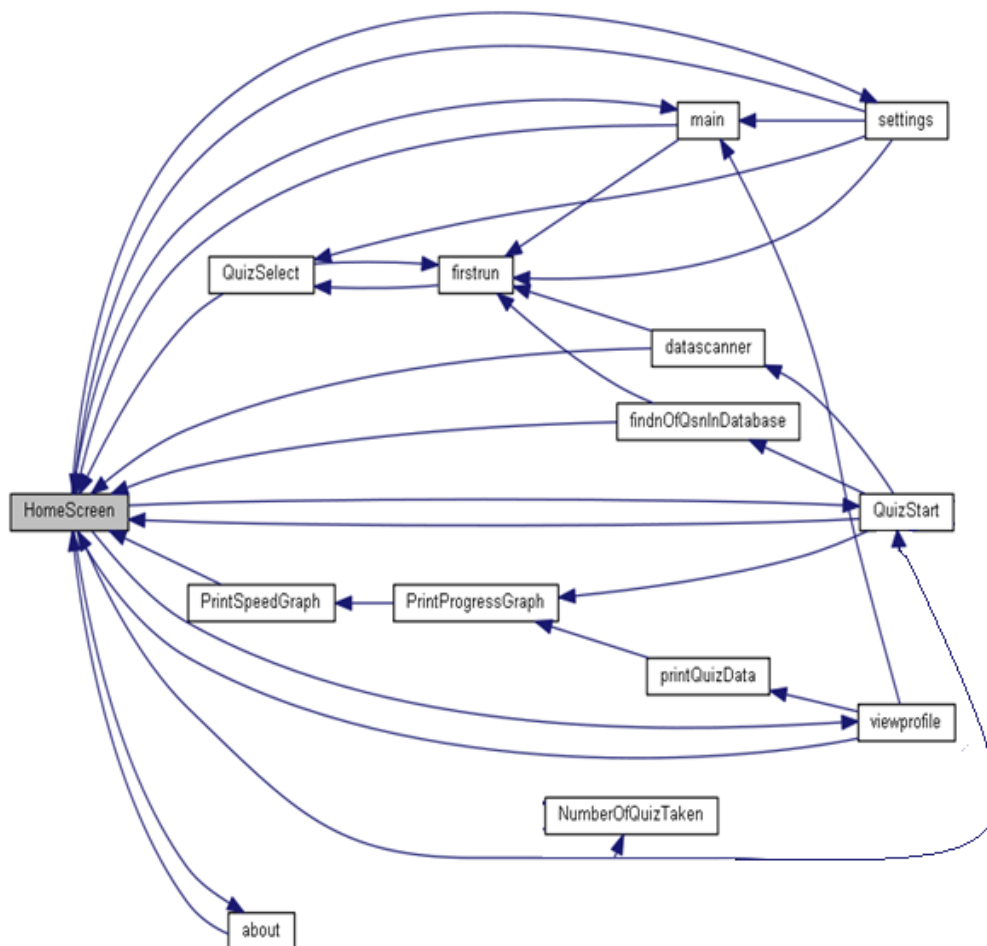 main
settings
QuizSelect
firstrun
datascanner
findnOfQsnInDatabase
HomeScreen
QuizStart
PrintSpeedGraph
PrintProgressGraph
printQuizData
viewprofile
NumberOfQuizTaken
about